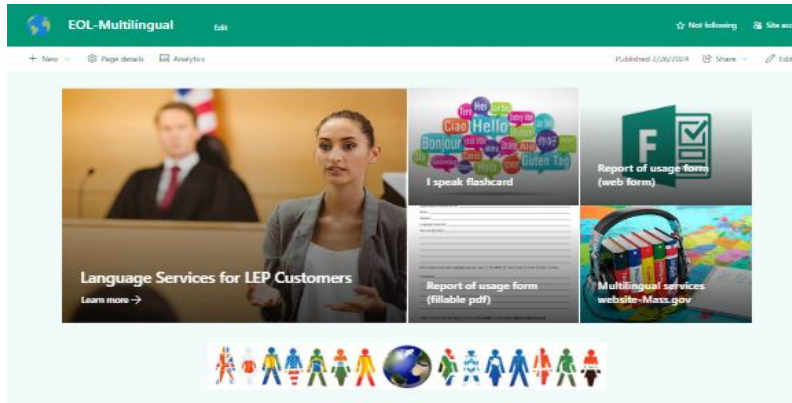 EOL-Multilingual
Edit
Not following
Site acc
+ New
Page details
Analytics
Published 2/26/2024
Share
Edit
Hei
Ciao
Hello
Bonjour
Aló
Guten Tag
I speak flashcard
F
Report of usage form
(web form)
Language Services for LEP Customers
Learn more →
Report of usage form
(fillable pdf)
Multilingual services
website-Mass.gov